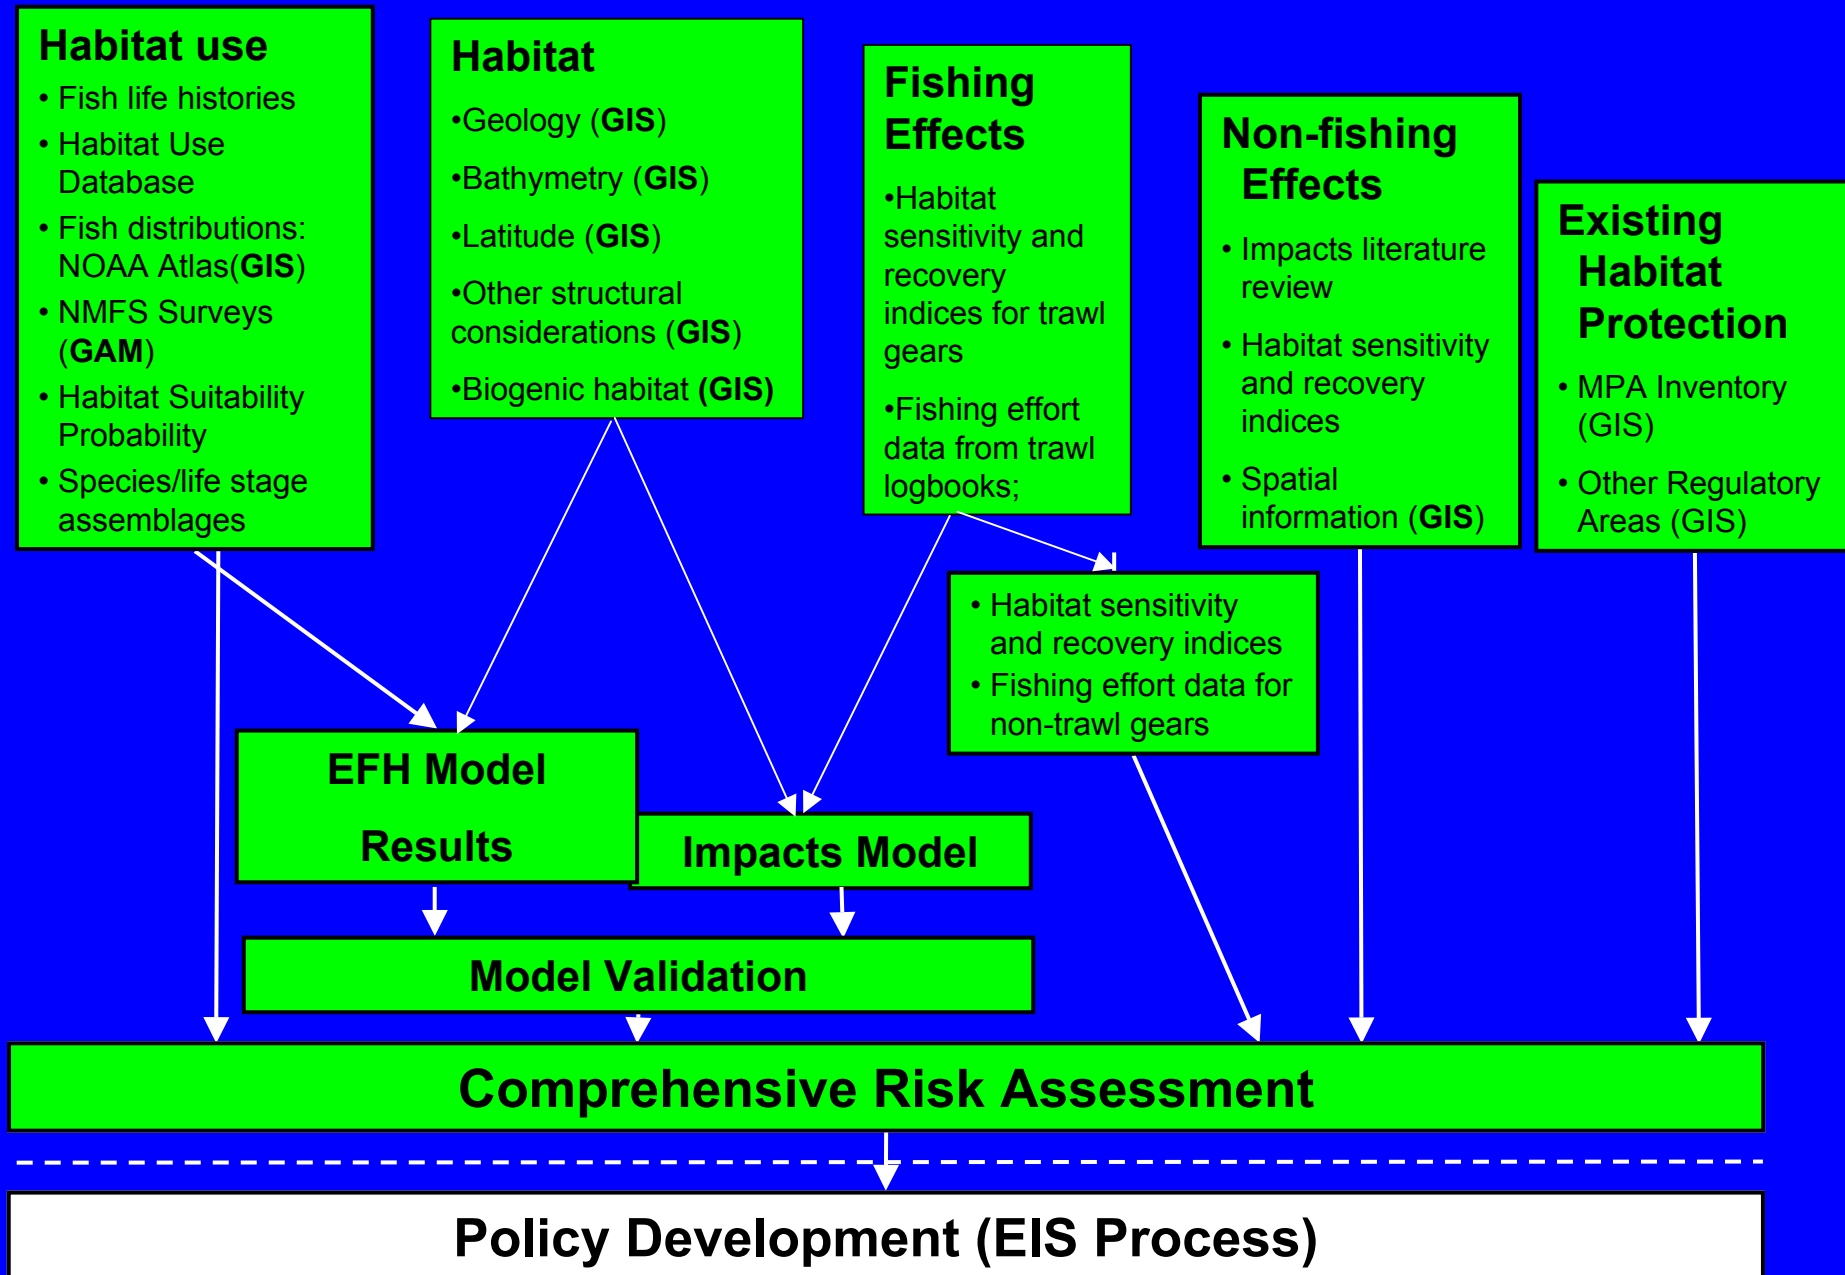 Habitat use
• Fish life histories
• Habitat Use
Database
• Fish distributions:
NOAA Atlas(GIS)
• NMFS Surveys
(GAM)
• Habitat Suitability
Probability
• Species/life stage
assemblages
Habitat
•Geology (GIS)
•Bathymetry (GIS)
•Latitude (GIS)
•Other structural
considerations (GIS)
•Biogenic habitat (GIS)
Fishing
Effects
•Habitat
sensitivity and
recovery
indices for trawl
gears
•Fishing effort
data from trawl
logbooks;
Non-fishing
Effects
• Impacts literature
review
• Habitat sensitivity
and recovery
indices
• Spatial
information (GIS)
Existing
Habitat
Protection
• MPA Inventory
(GIS)
• Other Regulatory
Areas (GIS)
• Habitat sensitivity
and recovery indices
• Fishing effort data for
non-trawl gears
EFH Model
Results
Impacts Model
Model Validation
Comprehensive Risk Assessment
Policy Development (EIS Process)